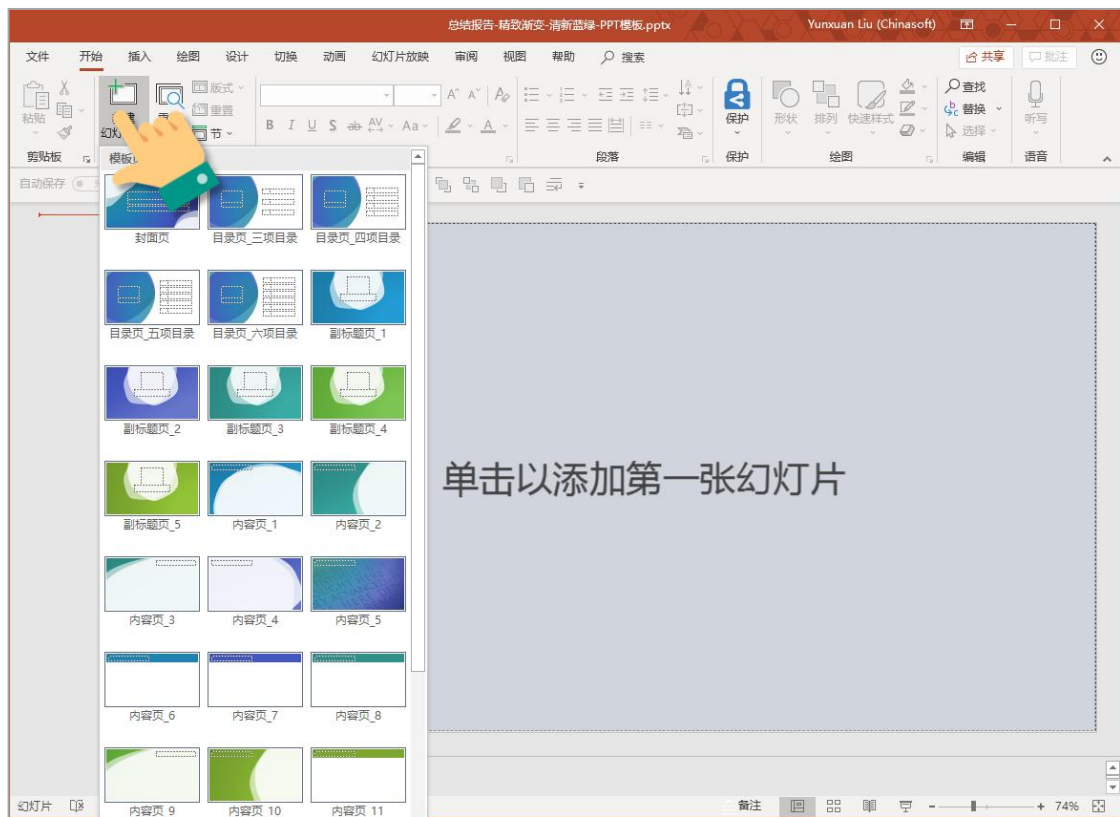 总结报告-精致渐变-清新蓝绿-PPT模板.pptx
Yunxuan Liu (Chinasoft)
文件 开始 插入 绘图 设计 切换 动画 幻灯片放映 审阅 视图 帮助 搜索 共享 批注
版式
查找
粘贴 重置 保护 形状 排列 快速样式 替换 听写
节 B I U S ab AV Aa A 选择
剪贴板 段落 保护 绘图 编辑 语音
自动保存
封面页 目录页_三项目录 目录页_四项目录
目录页_五项目录 目录页_六项目录 副标题页_1
副标题页_2 副标题页_3 副标题页_4
单击以添加第一张幻灯片
副标题页_5 内容页_1 内容页_2
内容页_3 内容页_4 内容页_5
内容页_6 内容页_7 内容页_8
内容页 9 内容页 10 内容页 11
幻灯片 备注 74%